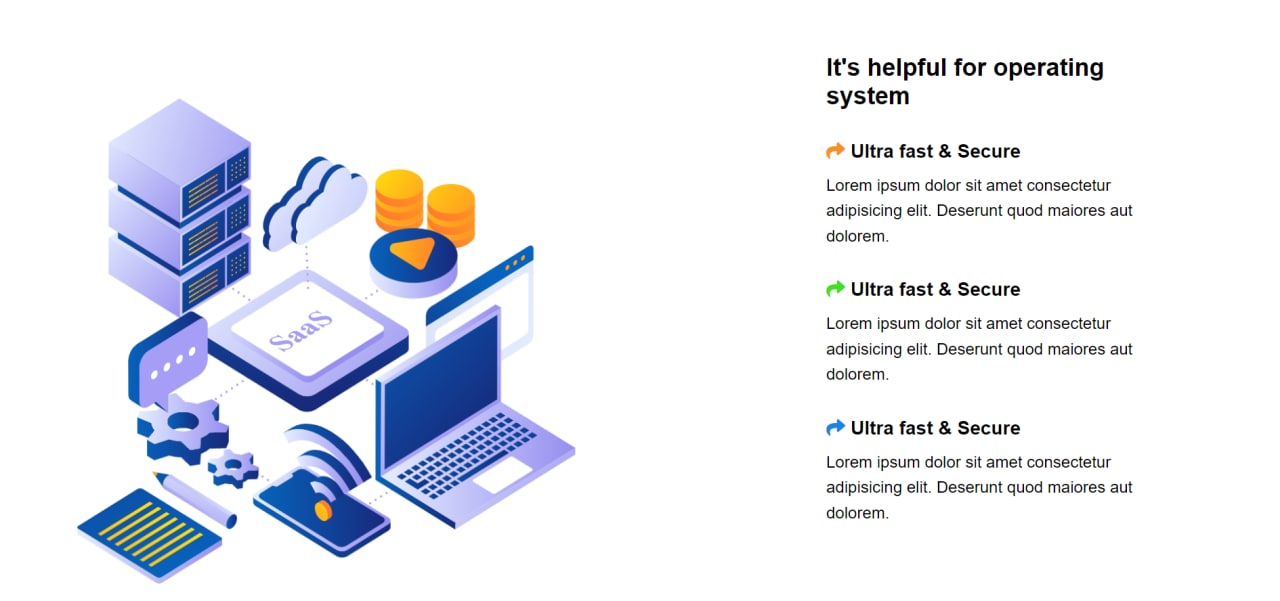 It's helpful for operating
system
Ultra fast & Secure
Lorem ipsum dolor sit amet consectetur
adipisicing elit. Deserunt quod maiores aut
dolorem.
SaaS
Ultra fast & Secure
Lorem ipsum dolor sit amet consectetur
adipisicing elit. Deserunt quod maiores aut
dolorem.
Ultra fast & Secure
Lorem ipsum dolor sit amet consectetur
adipisicing elit. Deserunt quod maiores aut
dolorem.